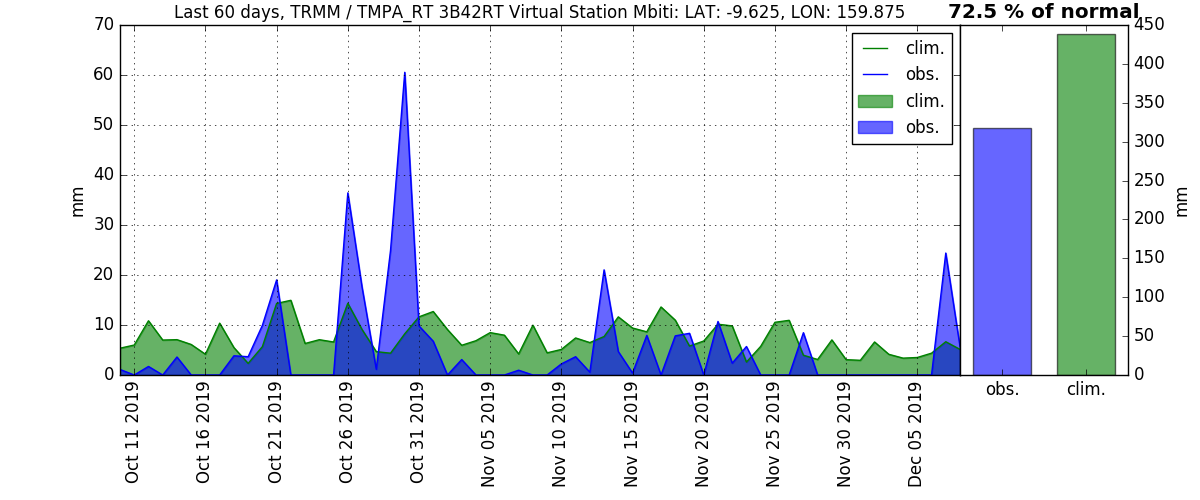 Last 60 days, TRMM / TMPA_RT 3B42RT Virtual Station Mbiti: LAT: -9.625, LON: 159.875
72.5 % of normal
70
60
50
40
30
20
10
0
mm
clim.
obs.
clim.
obs.
Oct 11 2019
Oct 16 2019
Oct 21 2019
Oct 26 2019
Oct 31 2019
Nov 05 2019
Nov 10 2019
Nov 15 2019
Nov 20 2019
Nov 25 2019
Nov 30 2019
Dec 05 2019
450
400
350
300
250
200
150
100
50
0
mm
obs.
clim.